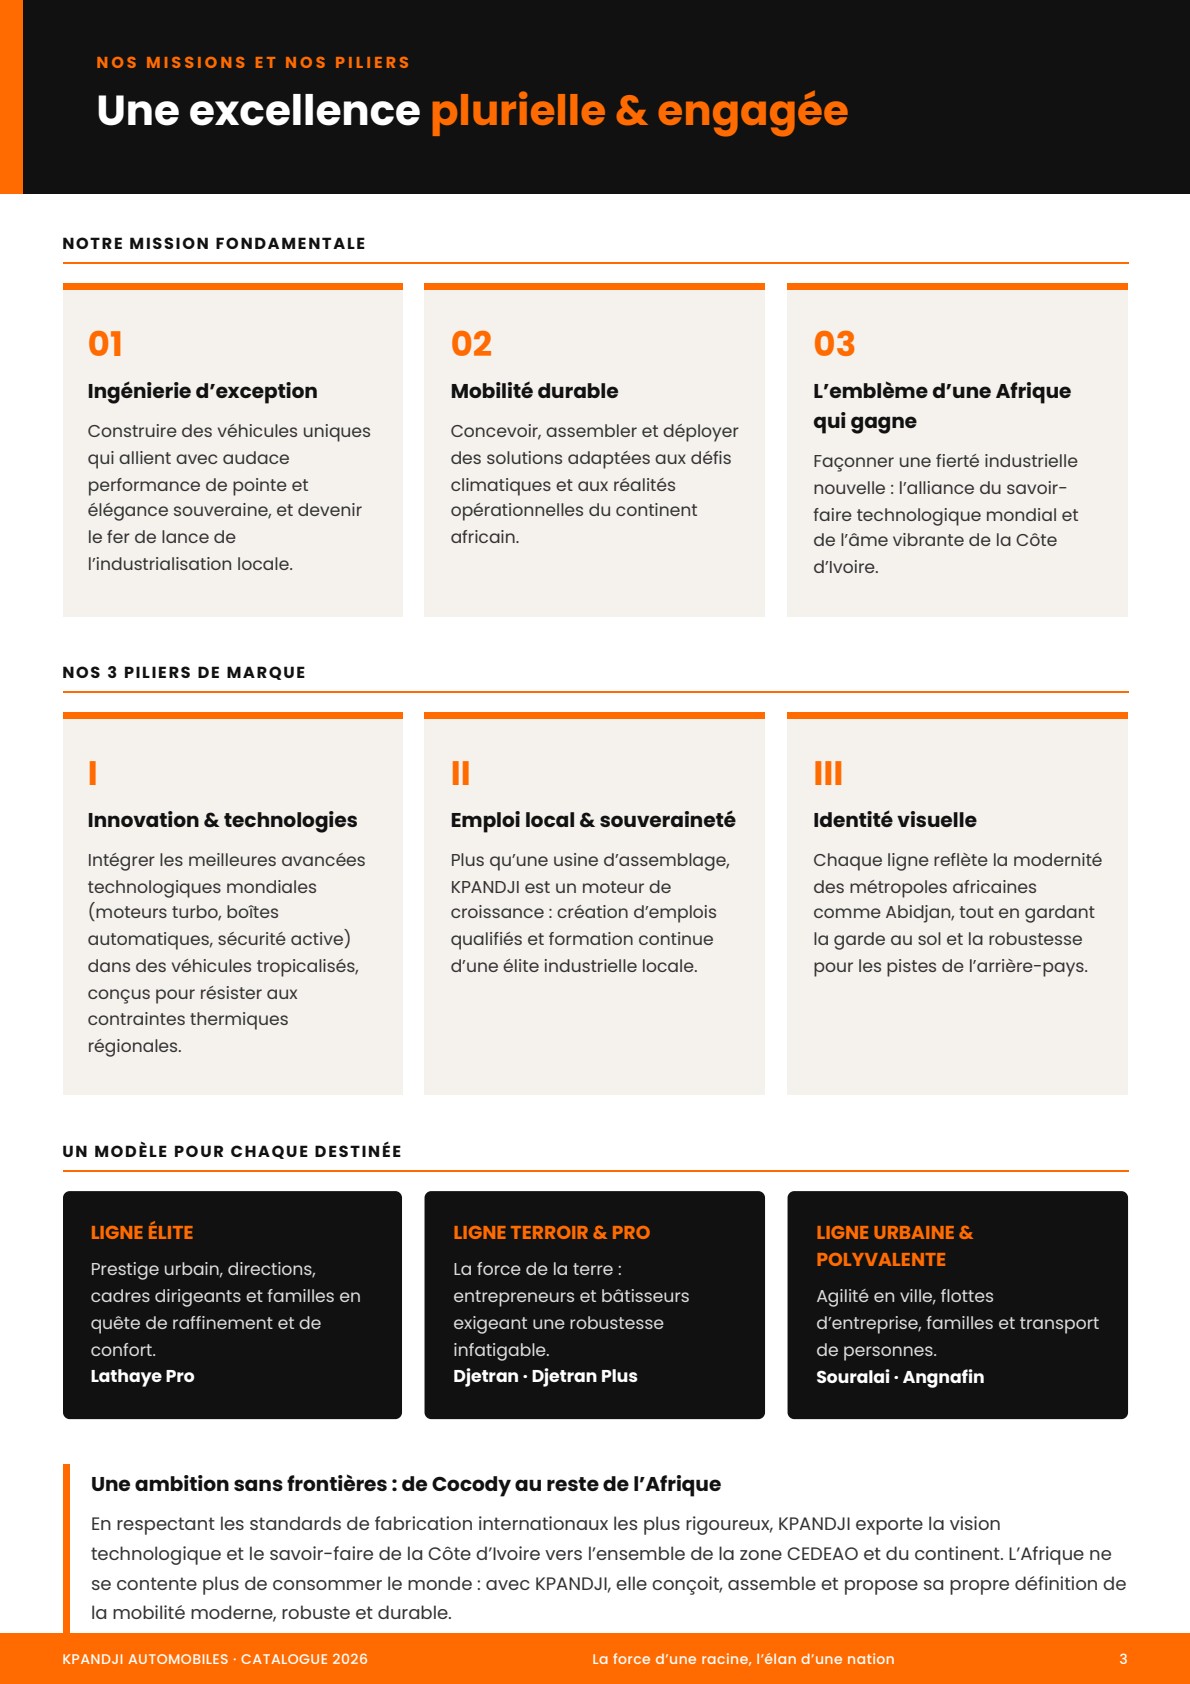 NOS MISSIONS ET NOS PILIERS
Une excellence plurielle & engagée
NOTRE MISSION FONDAMENTALE
01
Ingénierie d’exception
Construire des véhicules uniques
qui allient avec audace
performance de pointe et
élégance souveraine, et devenir
le fer de lance de
l’industrialisation locale.
02
Mobilité durable
Concevoir, assembler et déployer
des solutions adaptées aux défis
climatiques et aux réalités
opérationnelles du continent
africain.
03
L’emblème d’une Afrique
qui gagne
Façonner une fierté industrielle
nouvelle : l’alliance du savoir-
faire technologique mondial et
de l’âme vibrante de la Côte
d’Ivoire.
NOS 3 PILIERS DE MARQUE
I
Innovation & technologies
Intégrer les meilleures avancées
technologiques mondiales
(moteurs turbo, boîtes
automatiques, sécurité active)
dans des véhicules tropicalisés,
conçus pour résister aux
contraintes thermiques
régionales.
II
Emploi local & souveraineté
Plus qu’une usine d’assemblage,
KPANDJI est un moteur de
croissance : création d’emplois
qualifiés et formation continue
d’une élite industrielle locale.
III
Identité visuelle
Chaque ligne reflète la modernité
des métropoles africaines
comme Abidjan, tout en gardant
la garde au sol et la robustesse
pour les pistes de l’arrière-pays.
UN MODÈLE POUR CHAQUE DESTINÉE
LIGNE ÉLITE
Prestige urbain, directions,
cadres dirigeants et familles en
quête de raffinement et de
confort.
Lathaye Pro
LIGNE TERROIR & PRO
La force de la terre :
entrepreneurs et bâtisseurs
exigeant une robustesse
infatigable.
Djetran · Djetran Plus
LIGNE URBAINE &
POLYVALENTE
Agilité en ville, flottes
d’entreprise, familles et transport
de personnes.
Souralai · Angnafin
Une ambition sans frontières : de Cocody au reste de l’Afrique
En respectant les standards de fabrication internationaux les plus rigoureux, KPANDJI exporte la vision
technologique et le savoir-faire de la Côte d’Ivoire vers l’ensemble de la zone CEDEAO et du continent. L’Afrique ne
se contente plus de consommer le monde : avec KPANDJI, elle conçoit, assemble et propose sa propre définition de
la mobilité moderne, robuste et durable.
KPANDJI AUTOMOBILES · CATALOGUE 2026
La force d’une racine, l’élan d’une nation
3